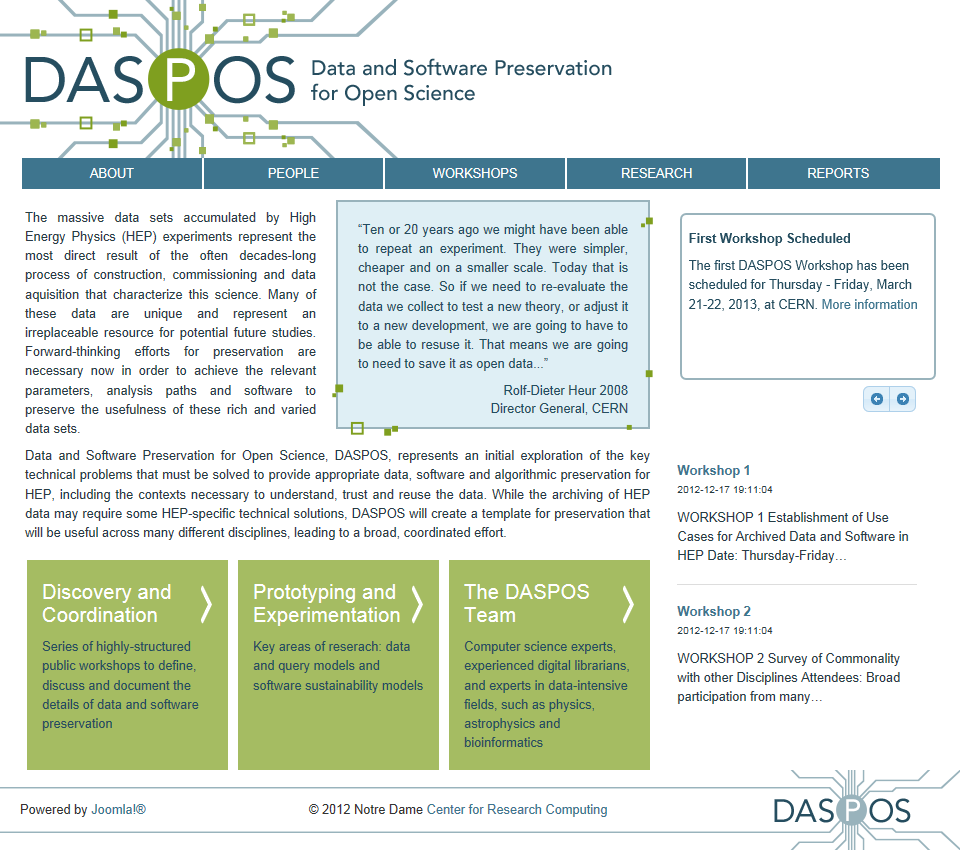 DASPOS
Data and Software Preservation
for Open Science
ABOUT
PEOPLE
WORKSHOPS
RESEARCH
REPORTS
The massive data sets accumulated by High
Energy Physics (HEP) experiments represent the
most direct result of the often decades-long
process of construction, commissioning and data
aquisition that characterize this science. Many of
these data are unique and represent an
irreplaceable resource for potential future studies.
Forward-thinking efforts for preservation are
necessary now in order to achieve the relevant
parameters, analysis paths and software to
preserve the usefulness of these rich and varied
data sets.
“Ten or 20 years ago we might have been able
to repeat an experiment. They were simpler,
cheaper and on a smaller scale. Today that is
not the case. So if we need to re-evaluate the
data we collect to test a new theory, or adjust it
to a new development, we are going to have to
be able to resuse it. That means we are going
to need to save it as open data...”
Rolf-Dieter Heur 2008
Director General, CERN
First Workshop Scheduled
The first DASPOS Workshop has been
scheduled for Thursday - Friday, March
21-22, 2013, at CERN. More information
Data and Software Preservation for Open Science, DASPOS, represents an initial exploration of the key
technical problems that must be solved to provide appropriate data, software and algorithmic preservation for
HEP, including the contexts necessary to understand, trust and reuse the data. While the archiving of HEP
data may require some HEP-specific technical solutions, DASPOS will create a template for preservation that
will be useful across many different disciplines, leading to a broad, coordinated effort.
Workshop 1
2012-12-17 19:11:04
WORKSHOP 1 Establishment of Use
Cases for Archived Data and Software in
HEP Date: Thursday-Friday…
Workshop 2
2012-12-17 19:11:04
WORKSHOP 2 Survey of Commonality
with other Disciplines Attendees: Broad
participation from many…
Discovery and
Coordination
Series of highly-structured
public workshops to define,
discuss and document the
details of data and software
preservation
Prototyping and
Experimentation
Key areas of reserach: data
and query models and
software sustainability models
The DASPOS
Team
Computer science experts,
experienced digital librarians,
and experts in data-intensive
fields, such as physics,
astrophysics and
bioinformatics
Powered by Joomla!®
© 2012 Notre Dame Center for Research Computing
DASPOS